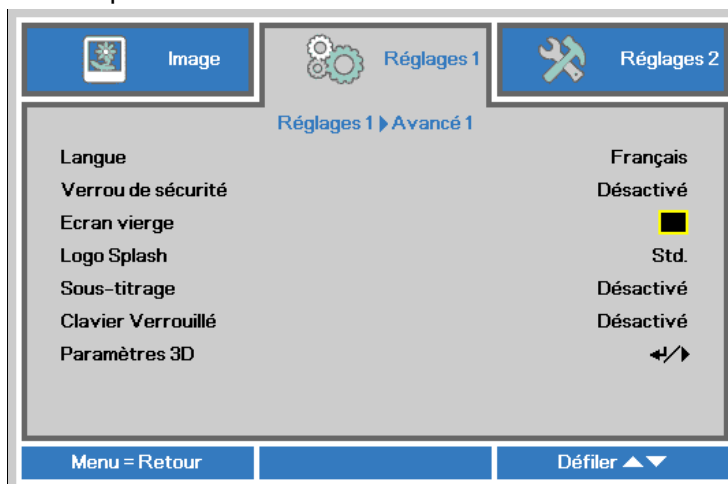 Image
Réglages 1
Réglages 2
Réglages 1 Avancé 1
Langue Français
Verrou de sécurité Désactivé
Ecran vierge
Logo Splash Std.
Sous-titrage Désactivé
Clavier Verrouillé Désactivé
Paramètres 3D
Menu = Retour
Défiler